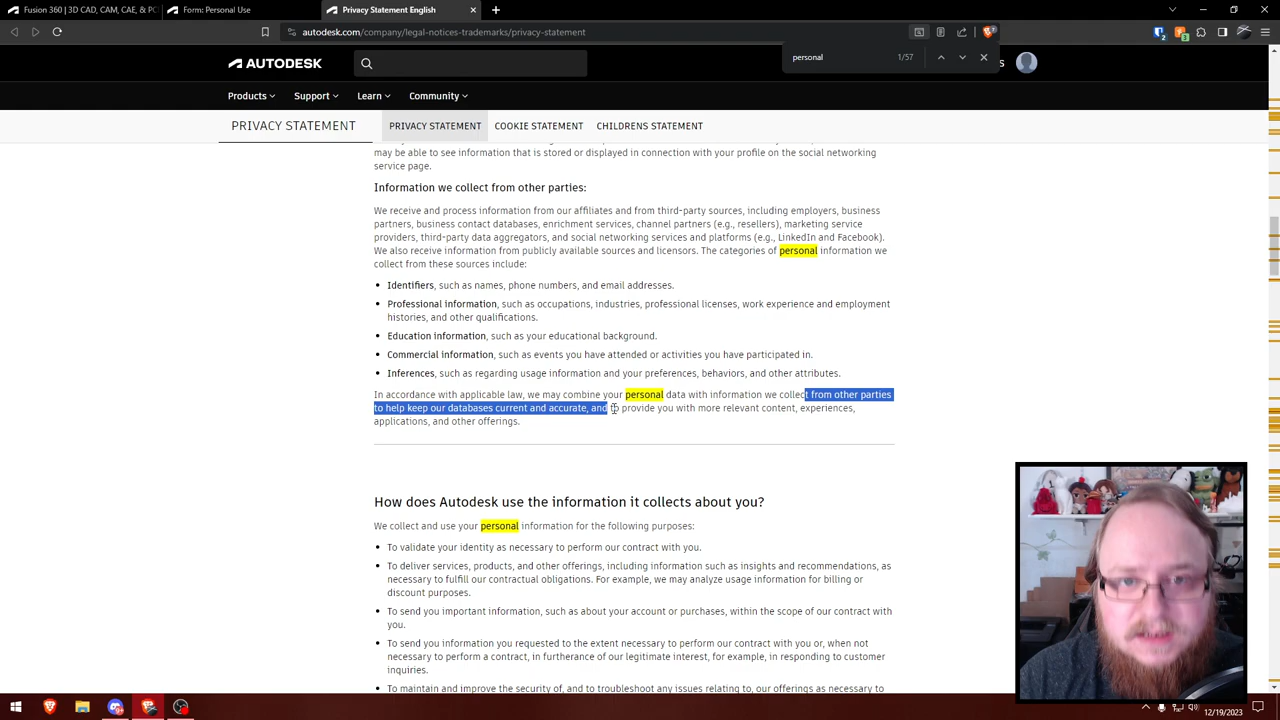 Fusion 360 | 3D CAD, CAM, CAE, & PC
Form: Personal Use
Privacy Statement English
autodesk.com/company/legal-notices-trademarks/privacy-statement
personal
1/57
AUTODESK
Products
Support
Learn
Community
PRIVACY STATEMENT
PRIVACY STATEMENT
COOKIE STATEMENT
CHILDRENS STATEMENT
may be able to see information that is stored or displayed in connection with your profile on the social networking
service page.
Information we collect from other parties:
We receive and process information from our affiliates and from third-party sources, including employers, business
partners, business contact databases, enrichment services, channel partners (e.g., resellers), marketing service
providers, third-party data aggregators, and social networking services and platforms (e.g., LinkedIn and Facebook).
We also receive information from publicly available sources and licensors. The categories of personal information we
collect from these sources include:
• Identifiers, such as names, phone numbers, and email addresses.
• Professional information, such as occupations, industries, professional licenses, work experience and employment
histories, and other qualifications.
• Education information, such as your educational background.
• Commercial information, such as events you have attended or activities you have participated in.
• Inferences, such as regarding usage information and your preferences, behaviors, and other attributes.
In accordance with applicable law, we may combine your personal data with information we collect from other parties
to help keep our databases current and accurate, and to provide you with more relevant content, experiences,
applications, and other offerings.
How does Autodesk use the information it collects about you?
We collect and use your personal information for the following purposes:
• To validate your identity as necessary to perform our contract with you.
• To deliver services, products, and other offerings, including information such as insights and recommendations, as
necessary to fulfill our contractual obligations. For example, we may analyze usage information for billing or
discount purposes.
• To send you important information, such as about your account or purchases, within the scope of our contract with
you.
• To send you information you requested to the extent necessary to perform our contract with you or, when not
necessary to perform a contract, in furtherance of our legitimate interest, for example, in responding to customer
inquiries.
• To maintain and improve the security of, and to troubleshoot any issues relating to, our offerings as necessary to
12/19/2023